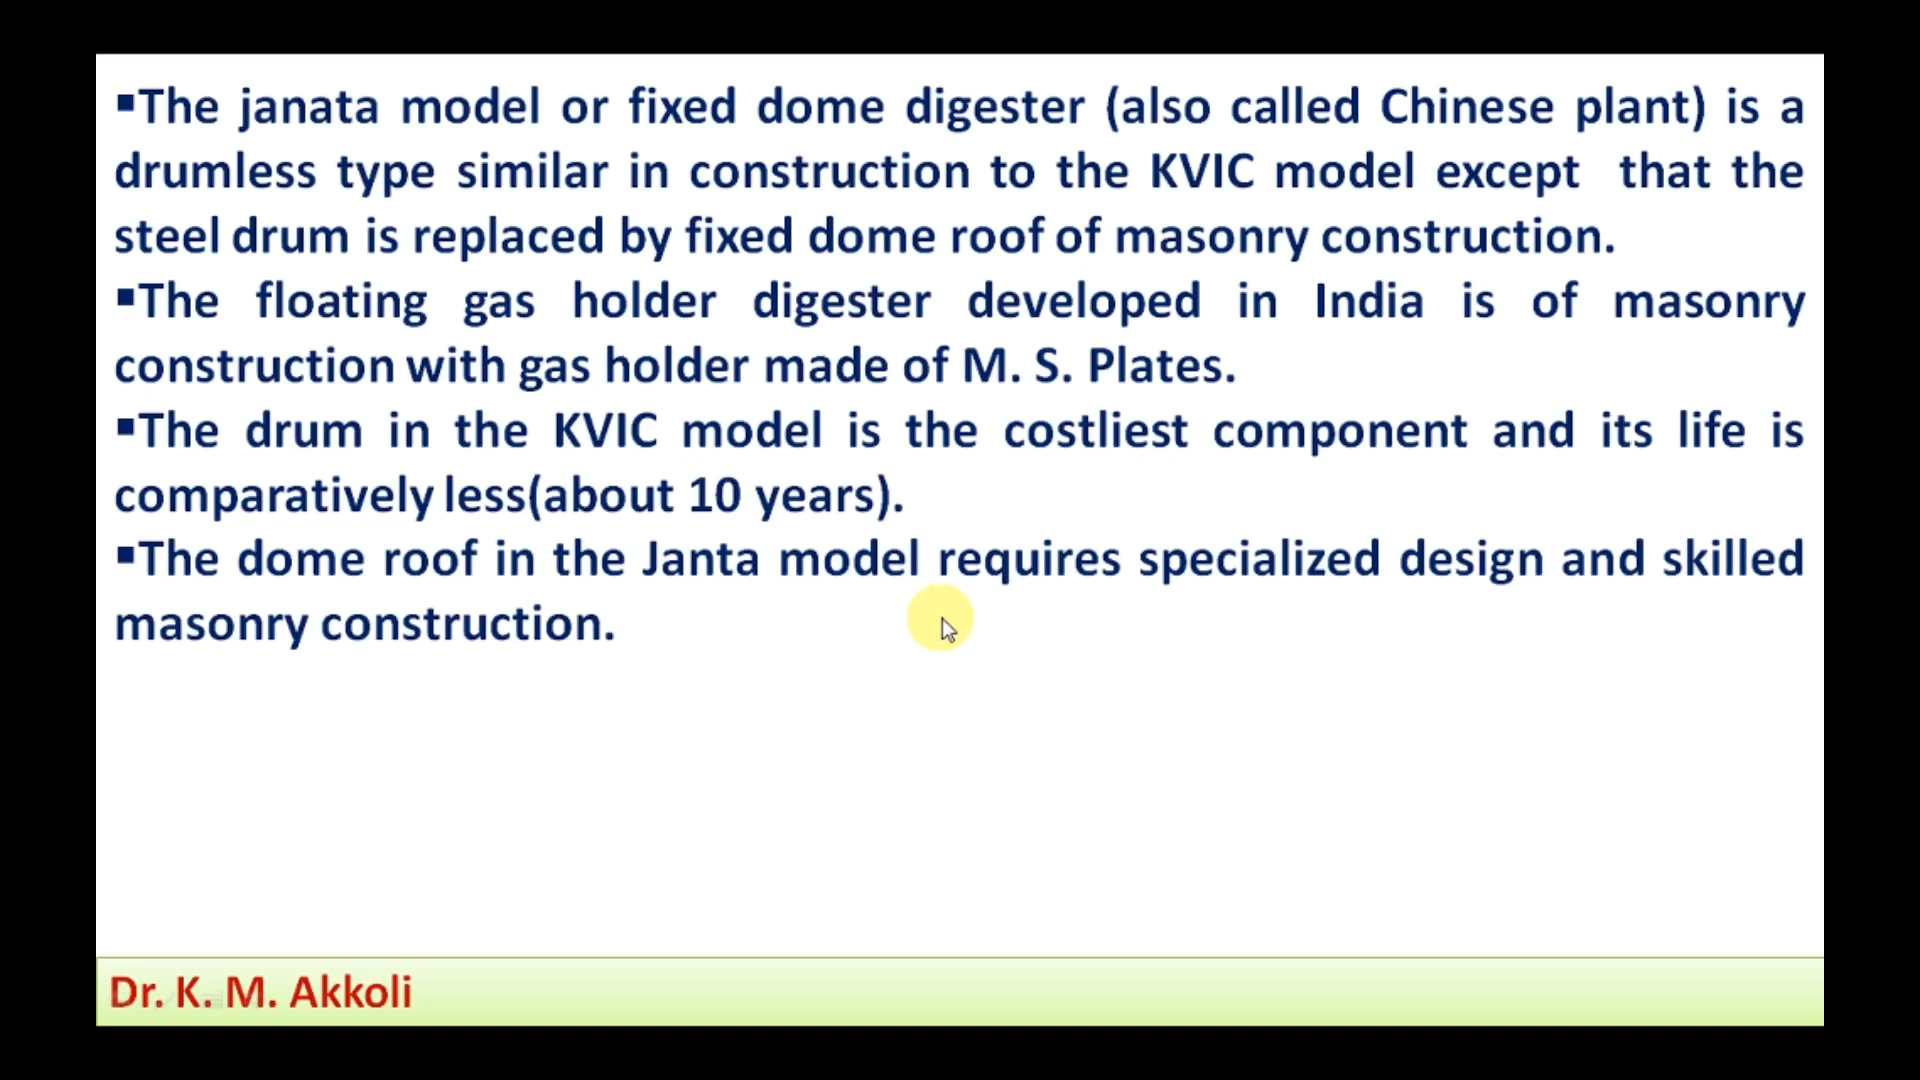 ▪The janata model or fixed dome digester (also called Chinese plant) is a
drumless type similar in construction to the KVIC model except that the
steel drum is replaced by fixed dome roof of masonry construction.
▪The floating gas holder digester developed in India is of masonry
construction with gas holder made of M. S. Plates.
▪The drum in the KVIC model is the costliest component and its life is
comparatively less(about 10 years).
▪The dome roof in the Janta model requires specialized design and skilled
masonry construction.
Dr. K. M. Akkoli